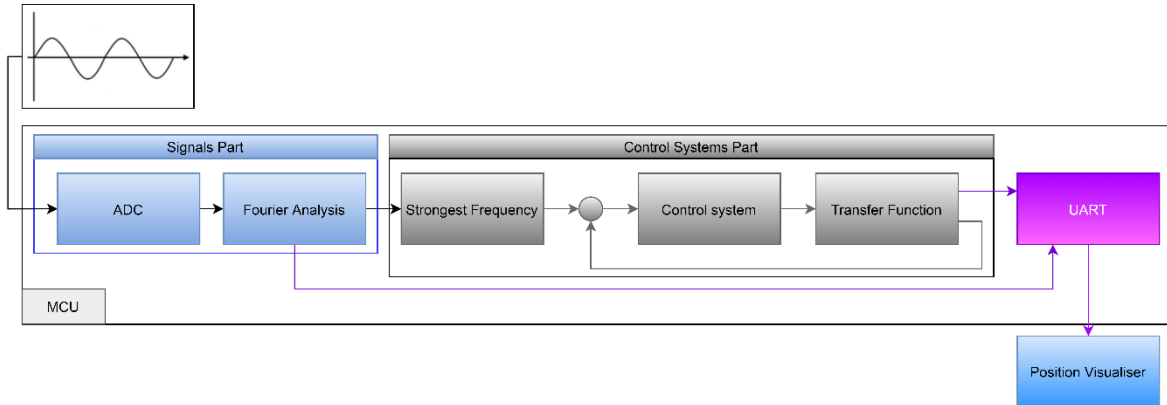 Signals Part
Control Systems Part
ADC
Fourier Analysis
Strongest Frequency
Control system
Transfer Function
UART
MCU
Position Visualiser